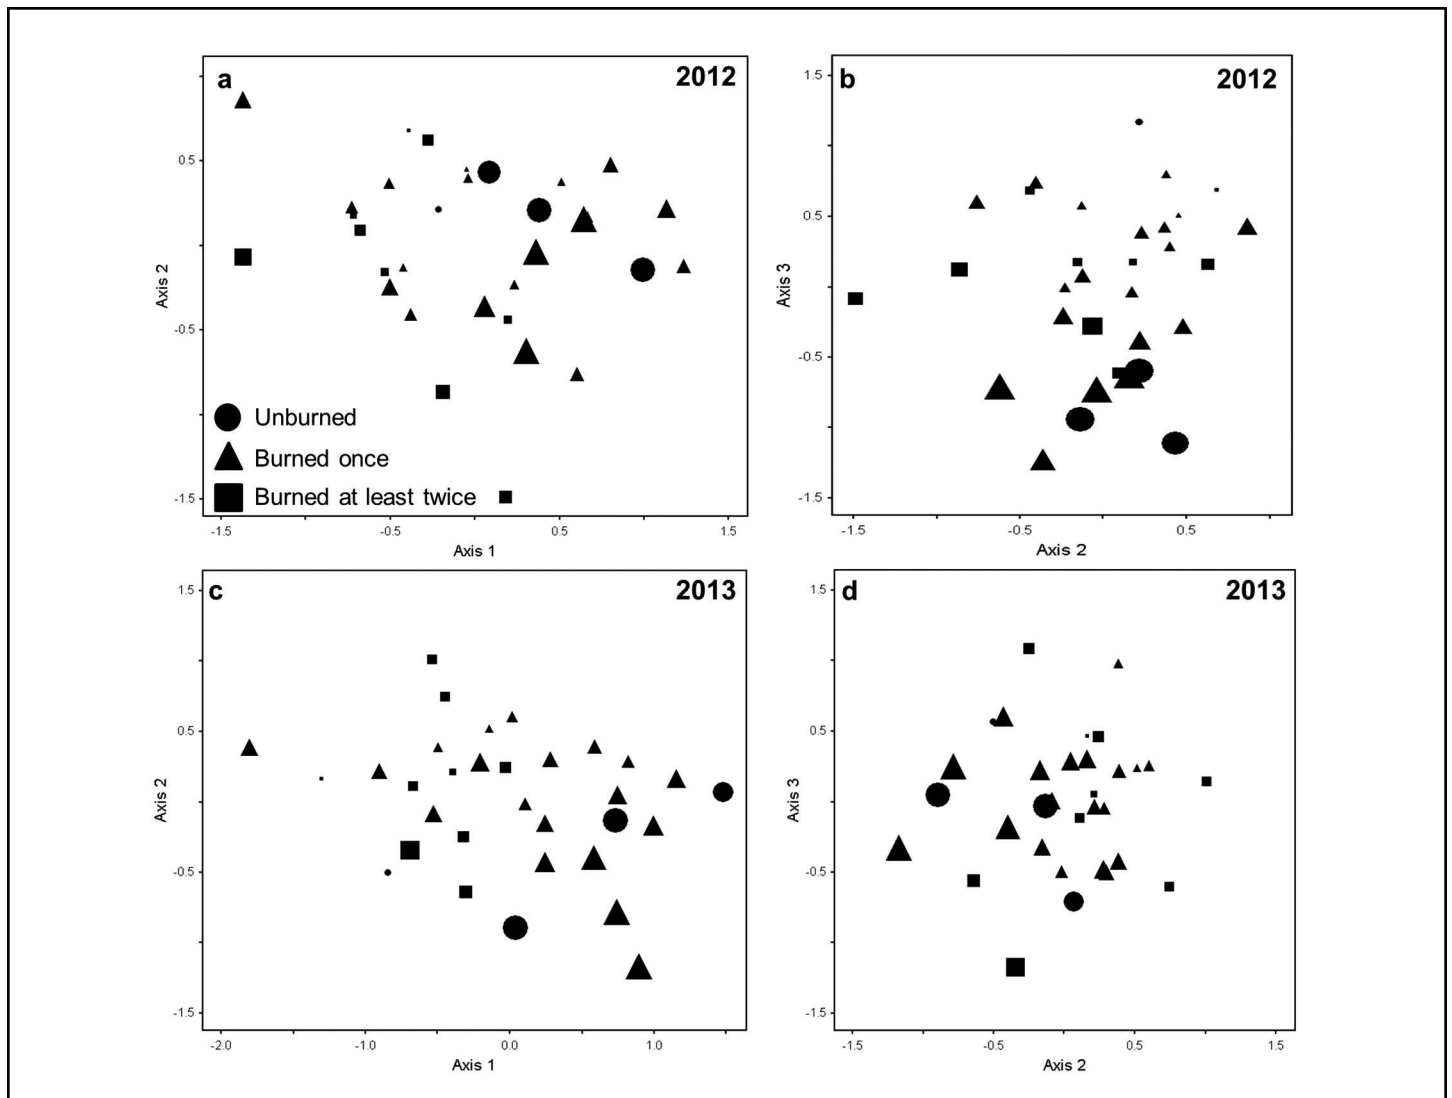 a 2012
0.5
-0.5
-1.5
Axis 2
Unburned
Burned once
Burned at least twice
-1.5 -0.5 0.5 1.5
Axis 1
b 2012
1.5
0.5
-0.5
-1.5
Axis 3
-1.5 -0.5 0.5
Axis 2
c 2013
1.5
0.5
-0.5
-1.5
Axis 2
-2.0 -1.0 0.0 1.0
Axis 1
d 2013
1.5
0.5
-0.5
-1.5
Axis 3
-1.5 -0.5 0.5 1.5
Axis 2